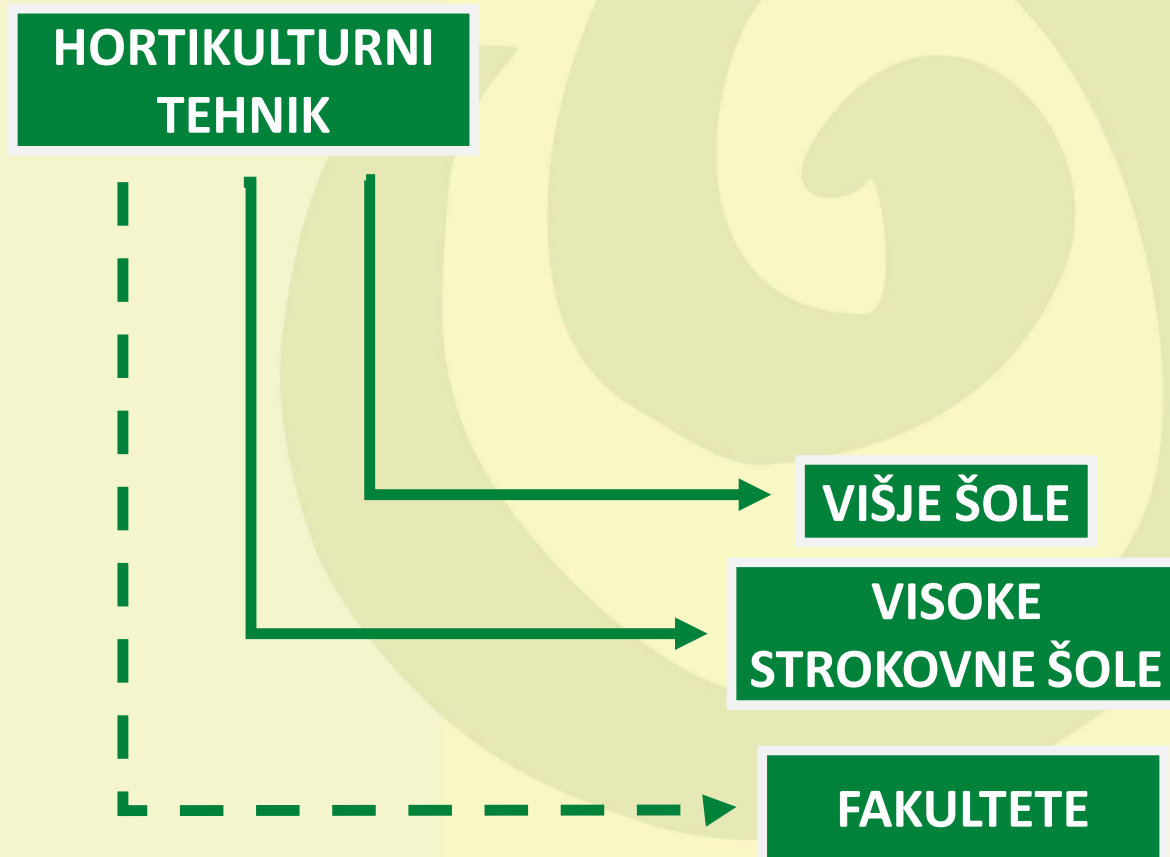 HORTIKULTURNI
TEHNIK
VIŠJE ŠOLE
VISOKE
STROKOVNE ŠOLE
FAKULTETE